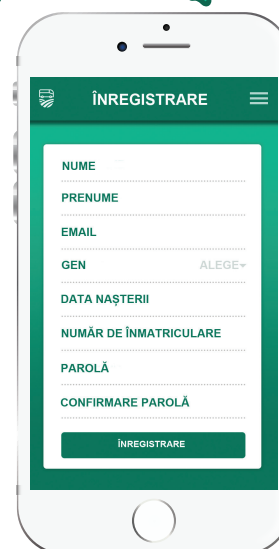 ÎNREGISTRARE
NUME
PRENUME
EMAIL
GEN ALEGE
DATA NAȘTERII
NUMĂR DE ÎNMATRICULARE
PAROLĂ
CONFIRMARE PAROLĂ
ÎNREGISTRARE